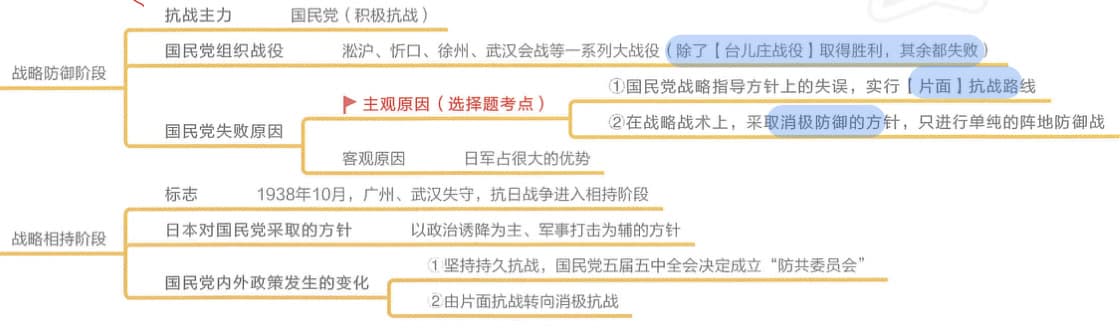 抗战主力 国民党（积极抗战）
国民党组织战役 淞沪、忻口、徐州、武汉会战等一系列大战役（除了【台儿庄战役】取得胜利，其余都失败）
战略防御阶段
①国民党战略指导方针上的失误，实行【片面】抗战路线
主观原因（选择题考点）
②在战略战术上，采取消极防御的方针，只进行单纯的阵地防御战
国民党失败原因
客观原因 日军占很大的优势
标志 1938年10月，广州、武汉失守，抗日战争进入相持阶段
日本对国民党采取的方针 以政治诱降为主、军事打击为辅的方针
战略相持阶段
①坚持持久抗战，国民党五届五中全会决定成立“防共委员会”
国民党内外政策发生的变化
②由片面抗战转向消极抗战